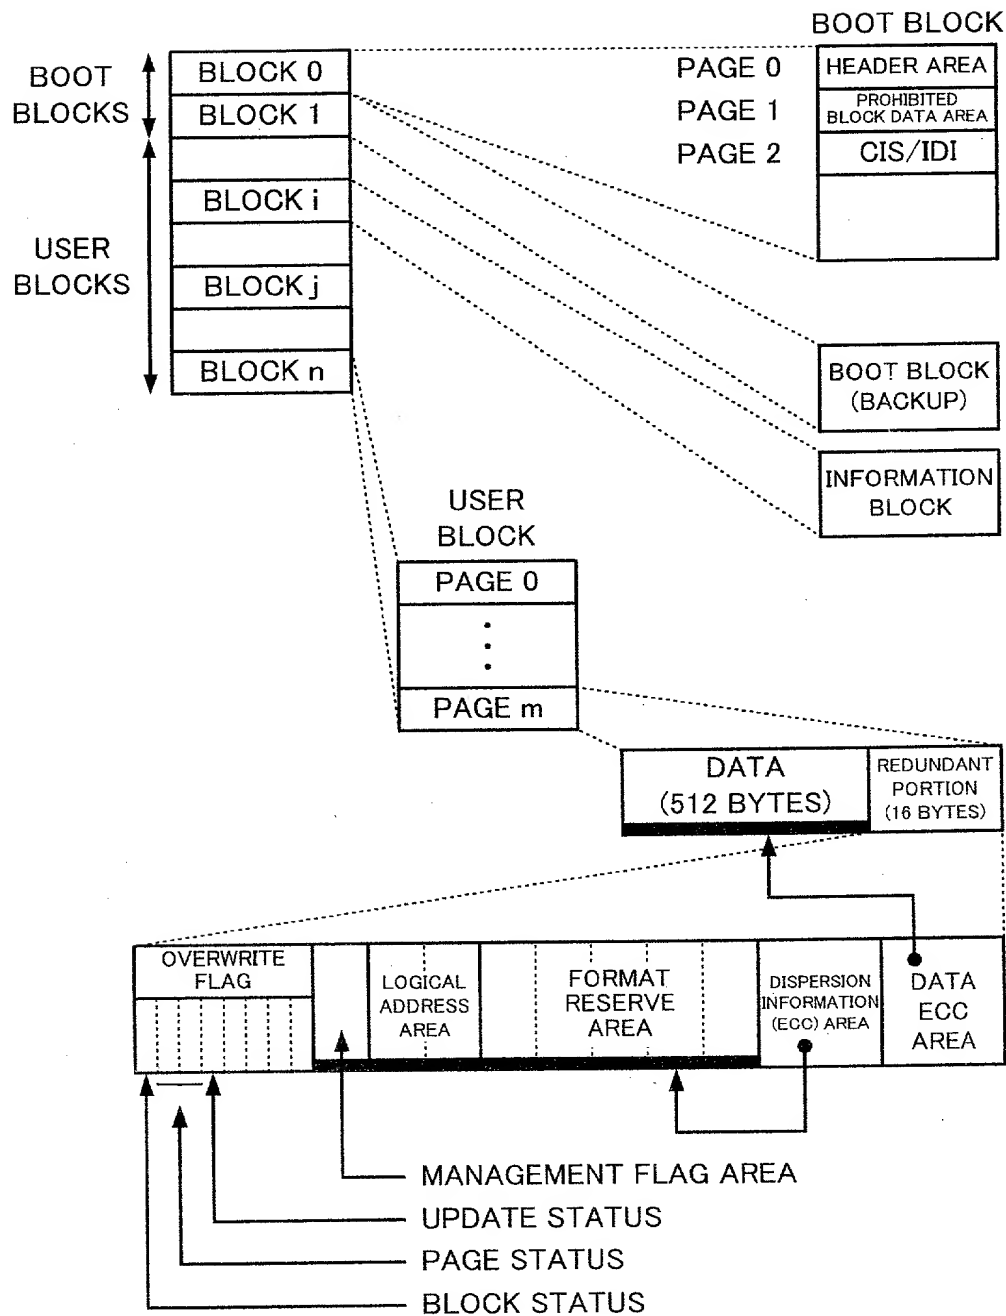 BOOT BLOCK
BOOT
BLOCKS
BLOCK 0
BLOCK 1
PAGE 0
HEADER AREA
PAGE 1
PROHIBITED
BLOCK DATA AREA
PAGE 2
CIS/IDI
USER
BLOCKS
BLOCK i
BLOCK j
BLOCK n
BOOT BLOCK
(BACKUP)
INFORMATION
BLOCK
USER
BLOCK
PAGE 0
PAGE m
DATA
(512 BYTES)
REDUNDANT
PORTION
(16 BYTES)
OVERWRITE
FLAG
LOGICAL
ADDRESS
AREA
FORMAT
RESERVE
AREA
DISPERSION
INFORMATION
(ECC) AREA
DATA
ECC
AREA
MANAGEMENT FLAG AREA
UPDATE STATUS
PAGE STATUS
BLOCK STATUS